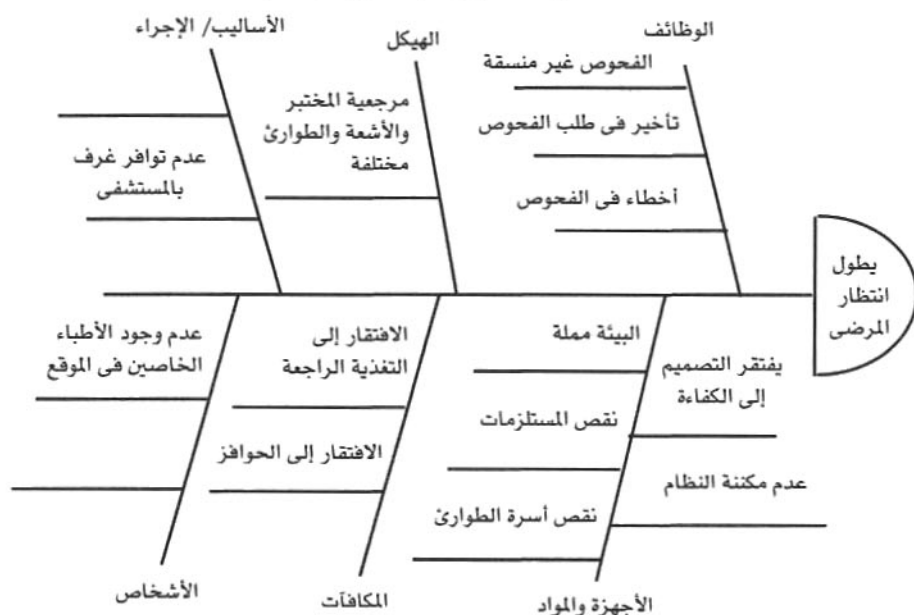 الوظائف
الفحوص غير منسقة
تأخير فى طلب الفحوص
أخطاء فى الفحوص
الهيكل
مرجعية المختبر
والأشعة والطوارئ
مختلفة
الأساليب/ الإجراء
عدم توافر غرف
بالمستشفى
يطول
انتظار
المرضى
يفتقر التصميم
إلى الكفاءة
عدم مكننة النظام
البيئة مملة
نقص المستلزمات
نقص أسرة الطوارئ
الأجهزة والمواد
الافتقار إلى
التغذية الراجعة
الافتقار إلى الحوافز
المكافآت
عدم وجود الأطباء
الخاصين فى الموقع
الأشخاص